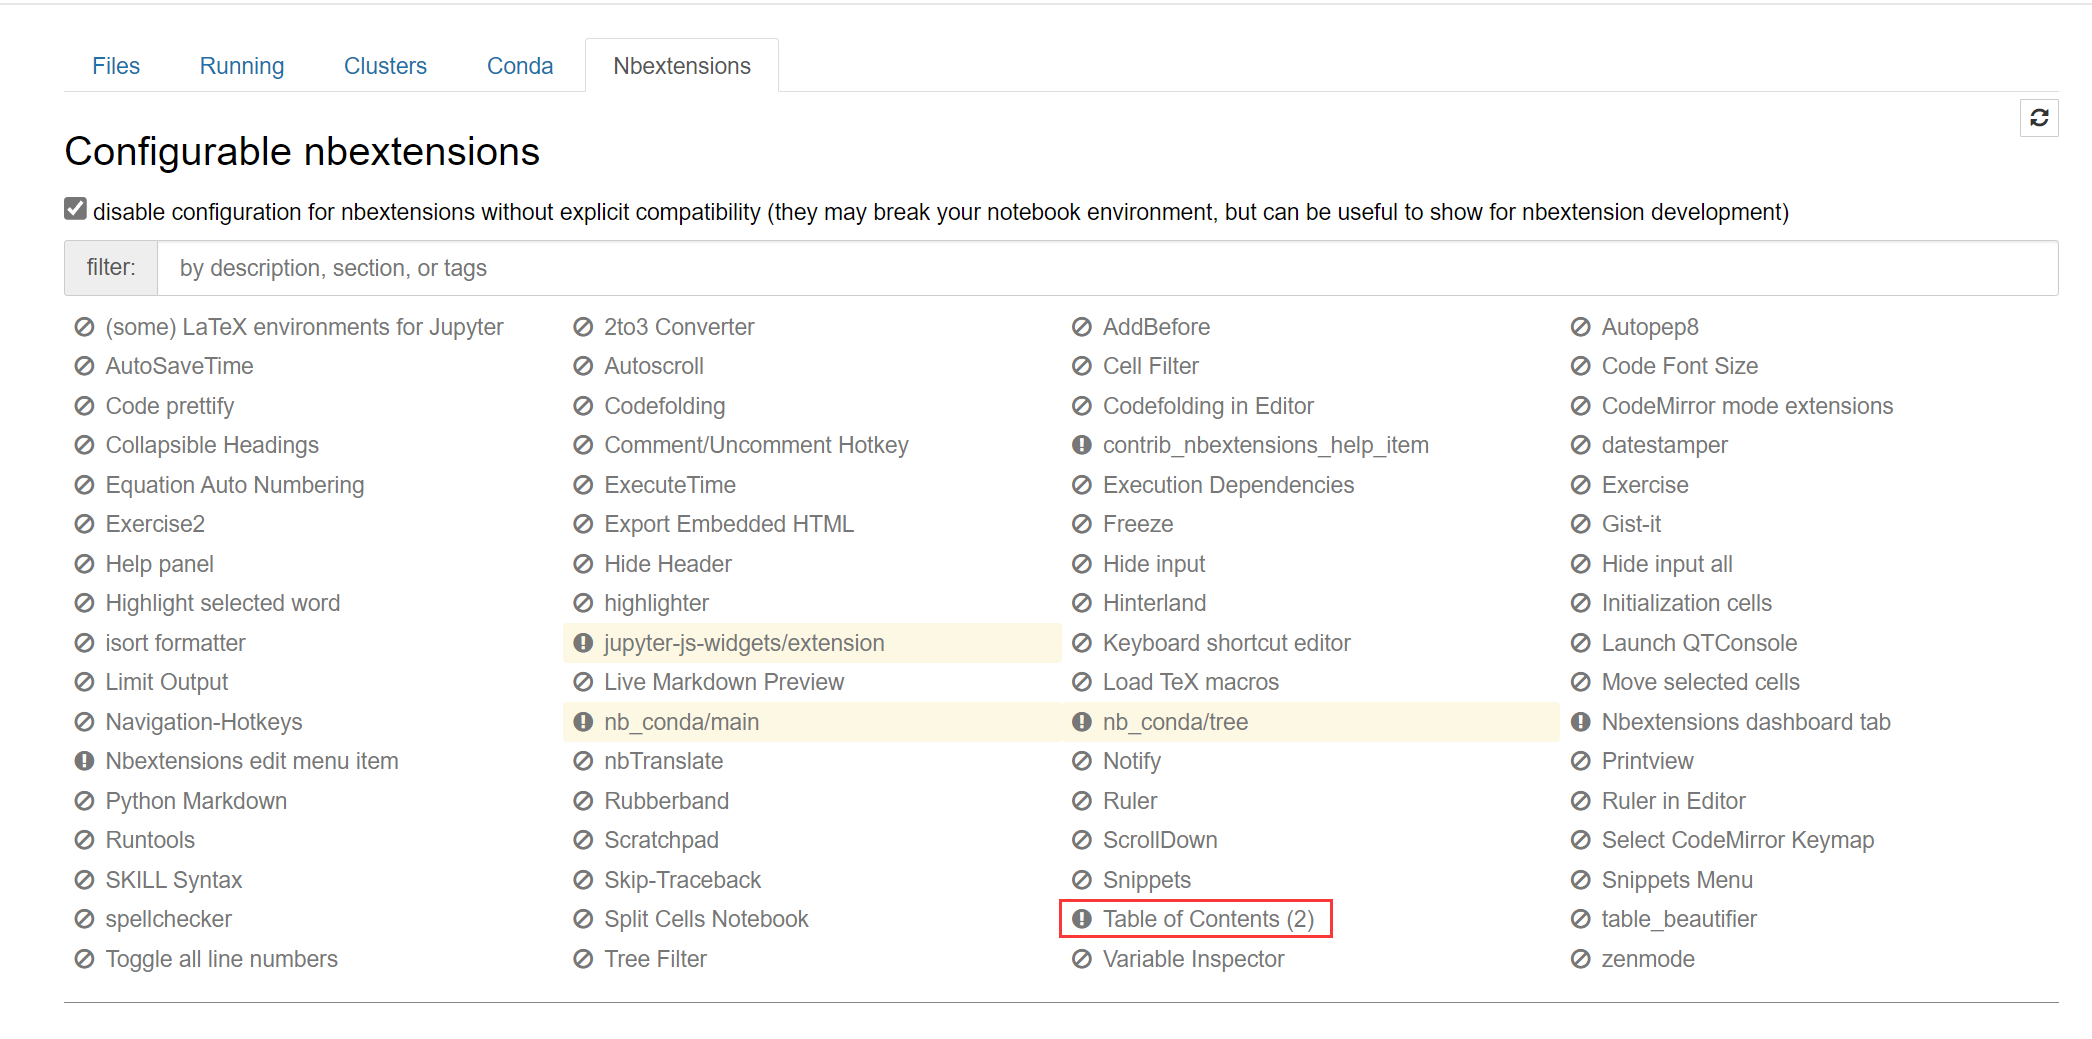 Files Running Clusters Conda Nbextensions
Configurable nbextensions
disable configuration for nbextensions without explicit compatibility (they may break your notebook environment, but can be useful to show for nbextension development)
filter: by description, section, or tags
(some) LaTeX environments for Jupyter 2to3 Converter AddBefore Autopep8
AutoSaveTime Autoscroll Cell Filter Code Font Size
Code prettify Codefolding Codefolding in Editor CodeMirror mode extensions
Collapsible Headings Comment/Uncomment Hotkey contrib_nbextensions_help_item datestamper
Equation Auto Numbering ExecuteTime Execution Dependencies Exercise
Exercise2 Export Embedded HTML Freeze Gist-it
Help panel Hide Header Hide input Hide input all
Highlight selected word highlighter Hinterland Initialization cells
isort formatter jupyter-js-widgets/extension Keyboard shortcut editor Launch QTConsole
Limit Output Live Markdown Preview Load TeX macros Move selected cells
Navigation-Hotkeys nb_conda/main nb_conda/tree Nbextensions dashboard tab
Nbextensions edit menu item nbTranslate Notify Printview
Python Markdown Rubberband Ruler Ruler in Editor
Runtools Scratchpad ScrollDown Select CodeMirror Keymap
SKILL Syntax Skip-Traceback Snippets Snippets Menu
spellchecker Split Cells Notebook Table of Contents (2) table_beautifier
Toggle all line numbers Tree Filter Variable Inspector zenmode